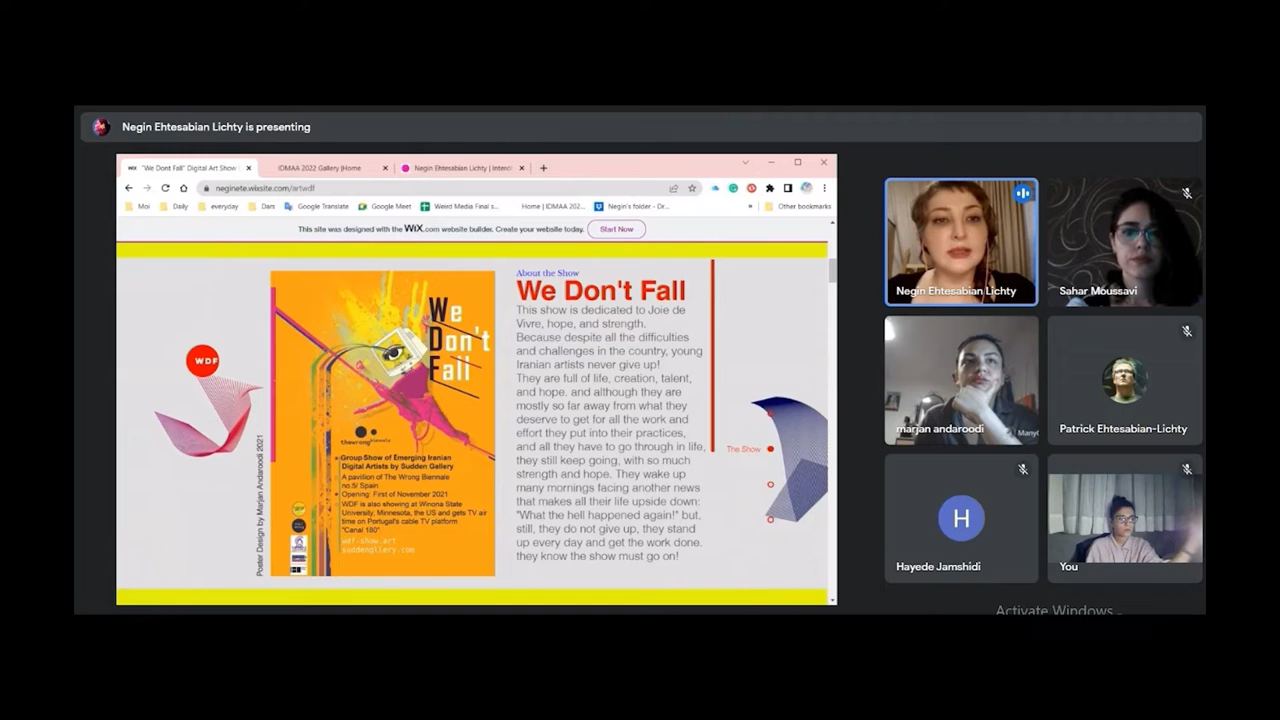 Negin Ehtesabian Lichty is presenting
"We Dont Fall" Digital Art Show |
IDMAA 2022 Gallery |Home
Negin Ehtesabian Lichty | Interd
neginete.wixsite.com/artwdf
Moi
Daily
everyday
Dars
Google Translate
Google Meet
Weird Media Final s...
Home | IDMAA 202...
Negin's folder - Dr...
»
Other bookmarks
This site was designed with the WiX.com website builder. Create your website today.
Start Now
WDF
Poster Design by Marjan Andaroodi 2021
We
Don't
Fall
thewrong
biennale
Group Show of Emerging Iranian
Digital Artists by Sudden Gallery
A pavilion of The Wrong Biennale
no.5/ Spain
Opening: First of November 2021
WDF is also showing at Winona State
University, Minnesota, the US and gets TV air
time on Portugal's cable TV platform
"Canal 180"
wdf-show.art
suddengllery.com
About the Show
We Don't Fall
This show is dedicated to Joie de
Vivre, hope, and strength.
Because despite all the difficulties
and challenges in the country, young
Iranian artists never give up!
They are full of life, creation, talent,
and hope. and although they are
mostly so far away from what they
deserve to get for all the work and
effort they put into their practices,
and all they have to go through in life,
they still keep going, with so much
strength and hope. They wake up
many mornings facing another news
that makes all their life upside down:
"What the hell happened again!" but,
still, they do not give up, they stand
up every day and get the work done.
they know the show must go on!
The Show
Negin Ehtesabian Lichty
Sahar Moussavi
marjan andaroodi
Patrick Ehtesabian-Lichty
H
Hayede Jamshidi
You
Activate Windows